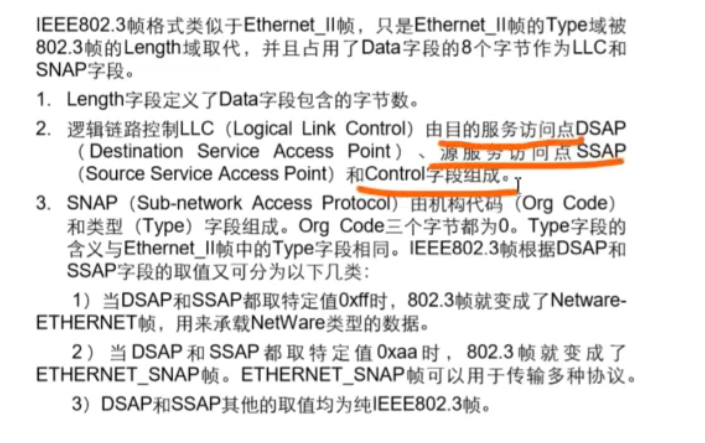 IEEE802.3帧格式类似于Ethernet_II帧，只是Ethernet_II帧的Type域被
802.3帧的Length域取代，并且占用了Data字段的8个字节作为LLC和
SNAP字段。
1. Length字段定义了Data字段包含的字节数。
2. 逻辑链路控制LLC（Logical Link Control）由目的服务访问点DSAP
（Destination Service Access Point）、源服务访问点SSAP
(Source Service Access Point）和Control字段组成。
3. SNAP（Sub-network Access Protocol）由机构代码（Org Code）
和类型（Type）字段组成。Org Code三个字节都为0。Type字段的
含义与Ethernet_II帧中的Type字段相同。IEEE802.3帧根据DSAP和
SSAP字段的取值又可分为以下几类：
1）当DSAP和SSAP都取特定值0xff时，802.3帧就变成了Netware-
ETHERNET帧，用来承载NetWare类型的数据。
2）当DSAP和SSAP都取特定值0xaa时，802.3帧就变成了
ETHERNET_SNAP帧。ETHERNET_SNAP帧可以用于传输多种协议。
3）DSAP和SSAP其他的取值均为纯IEEE802.3帧。